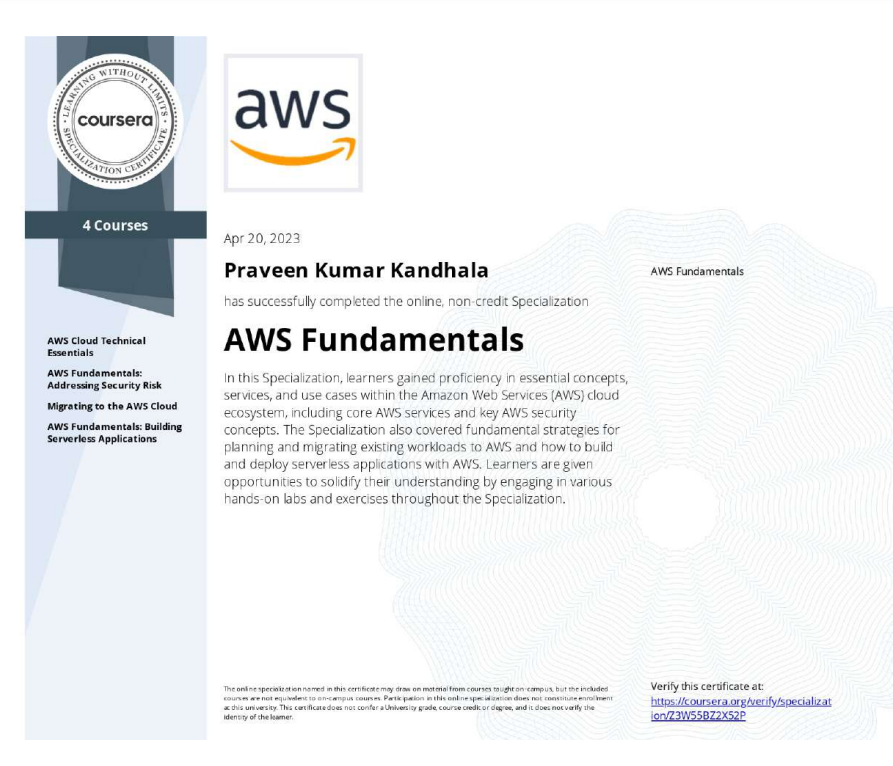 LEARNING WITHOUT LIMITS
coursera
SPECIALIZATION CERTIFICATE
4 Courses
AWS Cloud Technical
Essentials
AWS Fundamentals:
Addressing Security Risk
Migrating to the AWS Cloud
AWS Fundamentals: Building
Serverless Applications
aws
Apr 20, 2023
Praveen Kumar Kandhala
has successfully completed the online, non-credit Specialization
AWS Fundamentals
In this Specialization, learners gained proficiency in essential concepts,
services, and use cases within the Amazon Web Services (AWS) cloud
ecosystem, including core AWS services and key AWS security
concepts. The Specialization also covered fundamental strategies for
planning and migrating existing workloads to AWS and how to build
and deploy serverless applications with AWS. Learners are given
opportunities to solidify their understanding by engaging in various
hands-on labs and exercises throughout the Specialization.
AWS Fundamentals
The online specialization named in this certificate may draw on material from courses taught on-campus, but the included
courses are not equivalent to on-campus courses. Participation in this online specialization does not constitute enrollment
at this university. This certificate does not confer a University grade, course credit or degree, and it does not verify the
identity of the learner.
Verify this certificate at:
https://coursera.org/verify/specializat
ion/Z3W55BZ2X52P